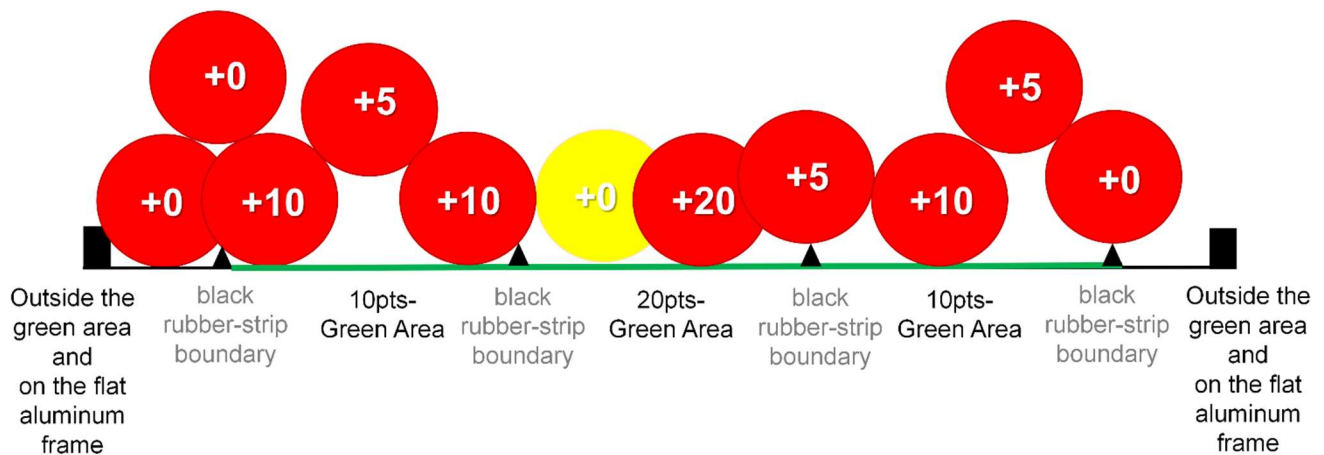 +0
+5
+5
+0
+10
+10
+0
+20
+5
+10
+0
Outside the
green area
and
on the flat
aluminum
frame
black
rubber-strip
boundary
10pts-
Green Area
black
rubber-strip
boundary
20pts-
Green Area
black
rubber-strip
boundary
10pts-
Green Area
black
rubber-strip
boundary
Outside the
green area
and
on the flat
aluminum
frame